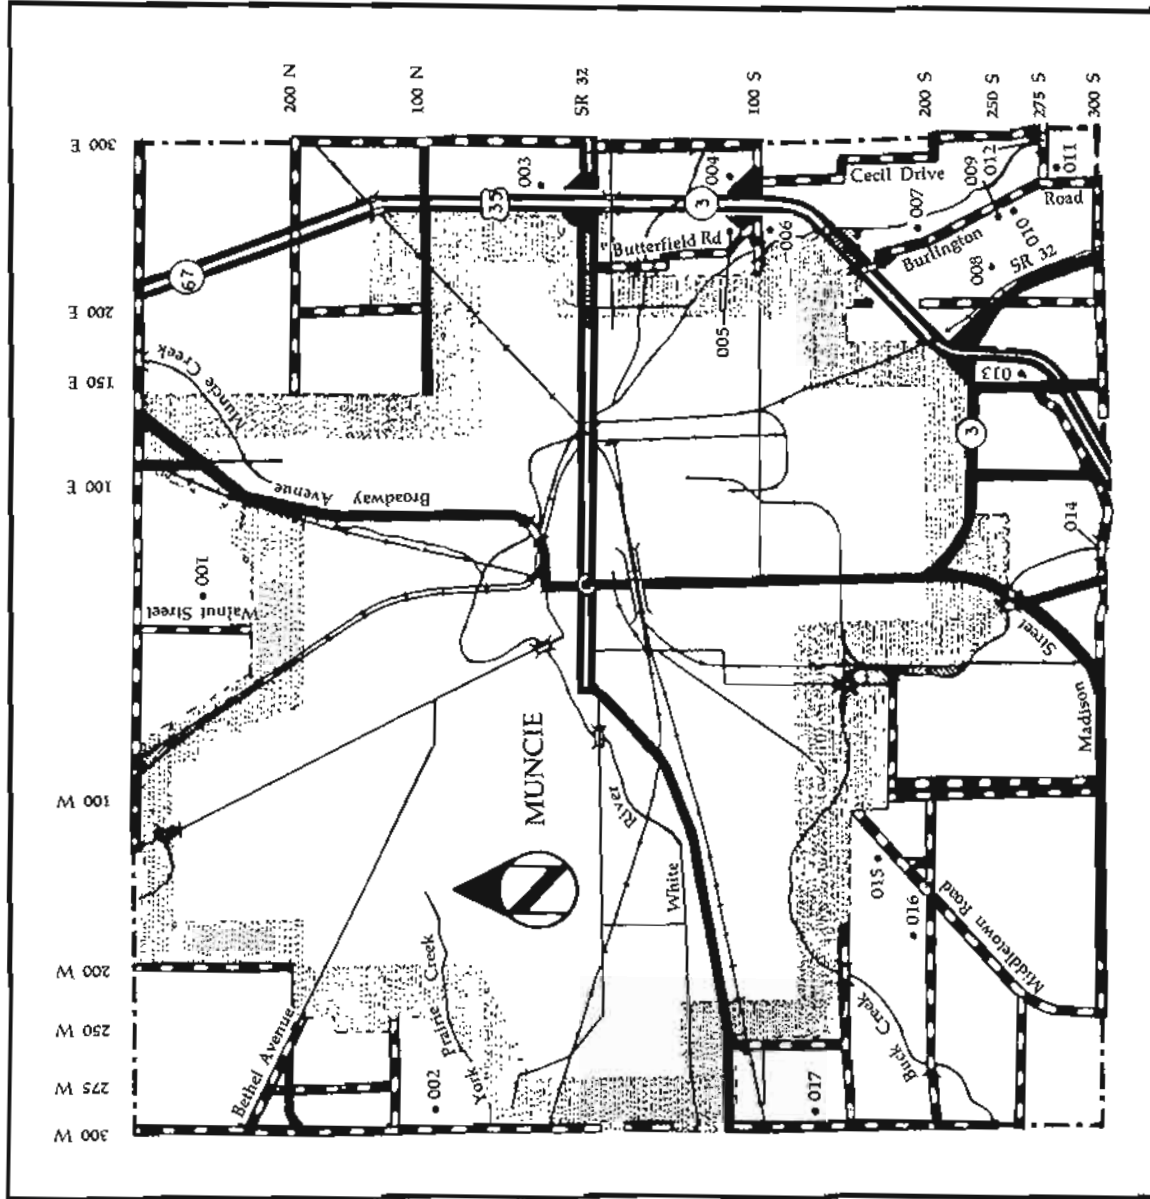 200 N
100 N
SR 32
100 S
200 S
250 S
275 S
300 S
300 E
200 E
150 E
100 E
100 W
200 W
250 W
275 W
300 W
003
004
009
012
011
Cecil Drive
007
Road
35
3
006
Butterfield Rd
Burlington
010
008
SR 32
67
005
013
Muncie Creek
3
Broadway Avenue
014
001
Walnut Street
Street
Madison
MUNCIE
River
White
N
015
016
Middletown Road
Prairie Creek
York
Buck Creek
Bethel Avenue
002
017